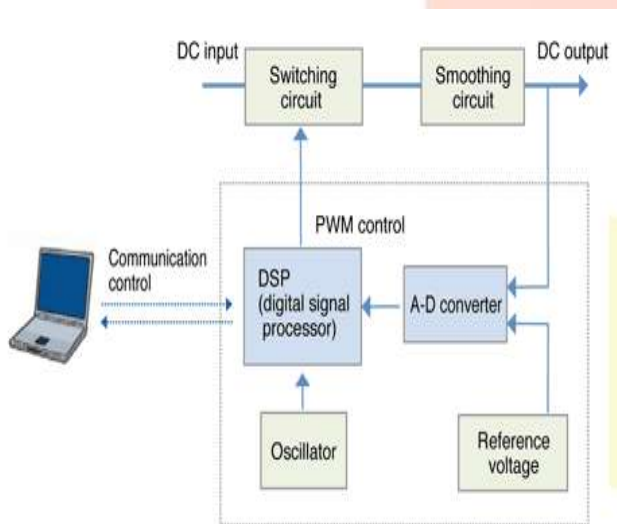 DC input
Switching
circuit
Smoothing
circuit
DC output
PWM control
Communication
control
DSP
(digital signal
processor)
A-D converter
Oscillator
Reference
voltage